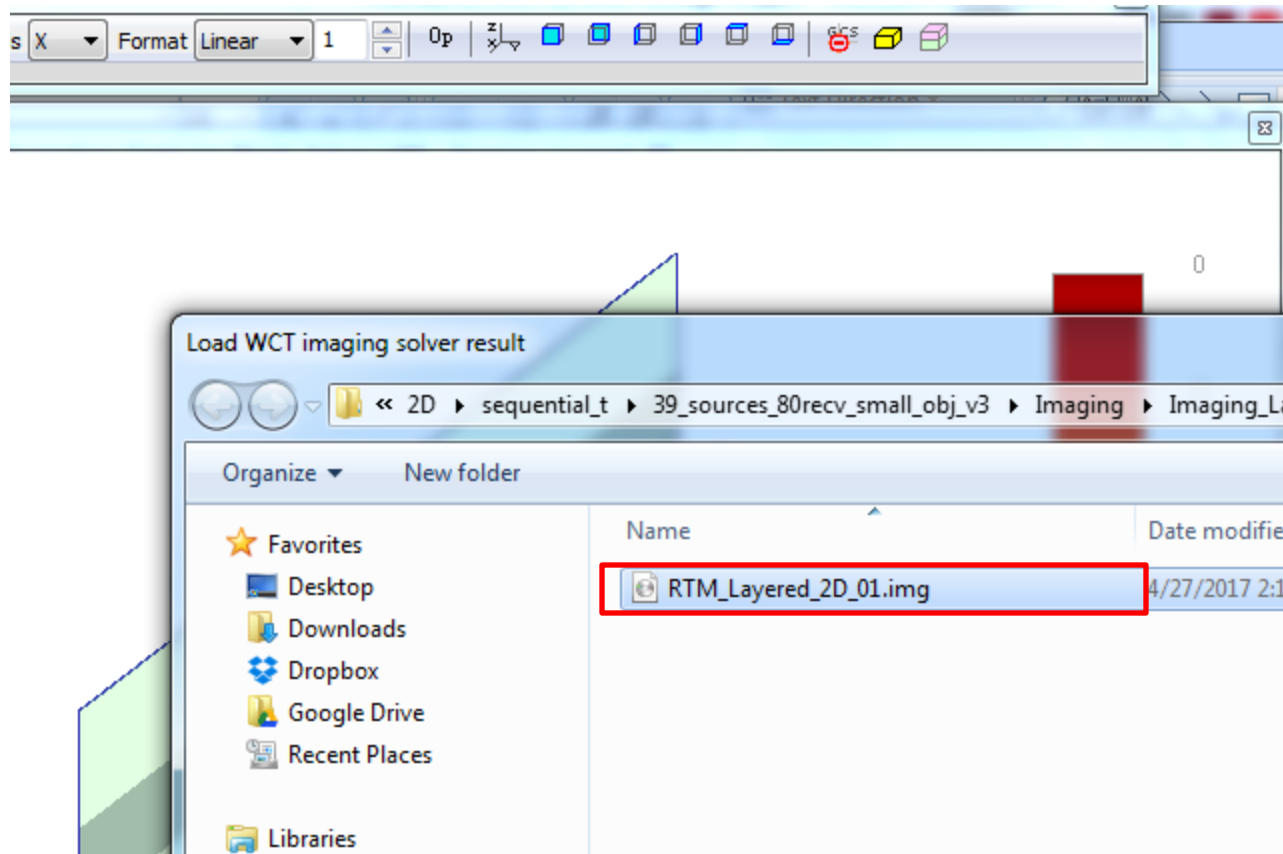 s X Format Linear 1 Op
0
Load WCT imaging solver result
« 2D ▸ sequential_t ▸ 39_sources_80recv_small_obj_v3 ▸ Imaging ▸ Imaging_La
Organize New folder
Name Date modifie
Favorites
RTM_Layered_2D_01.img 4/27/2017 2:1
Desktop
Downloads
Dropbox
Google Drive
Recent Places
Libraries